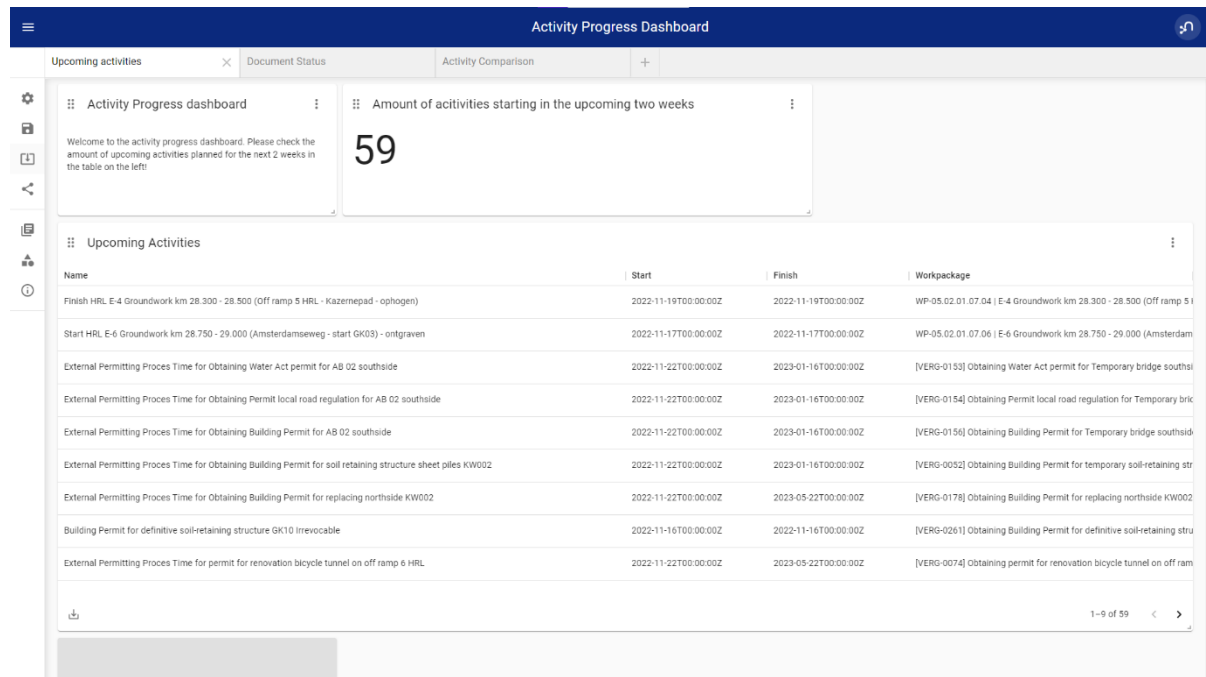 Activity Progress Dashboard
Upcoming activities
Document Status
Activity Comparison
Activity Progress dashboard
Amount of acitivities starting in the upcoming two weeks
Welcome to the activity progress dashboard. Please check the
amount of upcoming activities planned for the next 2 weeks in
the table on the left!
59
Upcoming Activities
Name Start Finish Workpackage
Finish HRL E-4 Groundwork km 28.300 - 28.500 (Off ramp 5 HRL - Kazernepad - ophogen) 2022-11-19T00:00:00Z 2022-11-19T00:00:00Z WP-05.02.01.07.04 | E-4 Groundwork km 28.300 - 28.500 (Off ramp 5
Start HRL E-6 Groundwork km 28.750 - 29.000 (Amsterdamseweg - start GK03) - ontgraven 2022-11-17T00:00:00Z 2022-11-17T00:00:00Z WP-05.02.01.07.06 | E-6 Groundwork km 28.750 - 29.000 (Amsterdam
External Permitting Proces Time for Obtaining Water Act permit for AB 02 southside 2022-11-22T00:00:00Z 2023-01-16T00:00:00Z [VERG-0153] Obtaining Water Act permit for Temporary bridge southsi
External Permitting Proces Time for Obtaining Permit local road regulation for AB 02 southside 2022-11-22T00:00:00Z 2023-01-16T00:00:00Z [VERG-0154] Obtaining Permit local road regulation for Temporary bric
External Permitting Proces Time for Obtaining Building Permit for AB 02 southside 2022-11-22T00:00:00Z 2023-01-16T00:00:00Z [VERG-0156] Obtaining Building Permit for Temporary bridge southsid
External Permitting Proces Time for Obtaining Building Permit for soil retaining structure sheet piles KW002 2022-11-22T00:00:00Z 2023-01-16T00:00:00Z [VERG-0052] Obtaining Building Permit for temporary soil-retaining str
External Permitting Proces Time for Obtaining Building Permit for replacing northside KW002 2022-11-22T00:00:00Z 2023-05-22T00:00:00Z [VERG-0178] Obtaining Building Permit for replacing northside KW002
Building Permit for definitive soil-retaining structure GK10 Irrevocable 2022-11-16T00:00:00Z 2022-11-16T00:00:00Z [VERG-0261] Obtaining Building Permit for definitive soil-retaining stru
External Permitting Proces Time for permit for renovation bicycle tunnel on off ramp 6 HRL 2022-11-22T00:00:00Z 2023-05-22T00:00:00Z [VERG-0074] Obtaining permit for renovation bicycle tunnel on off ram
1–9 of 59